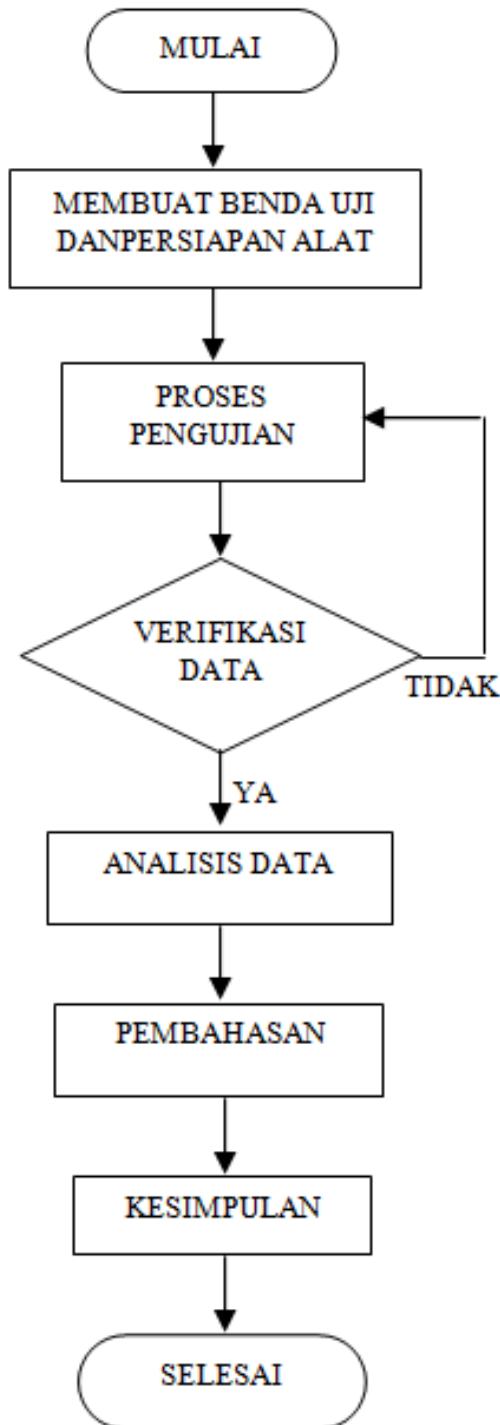 MULAI
MEMBUAT BENDA UJI
DANPERSIAPAN ALAT
PROSES
PENGUJIAN
VERIFIKASI
DATA
TIDAK
YA
ANALISIS DATA
PEMBAHASAN
KESIMPULAN
SELESAI